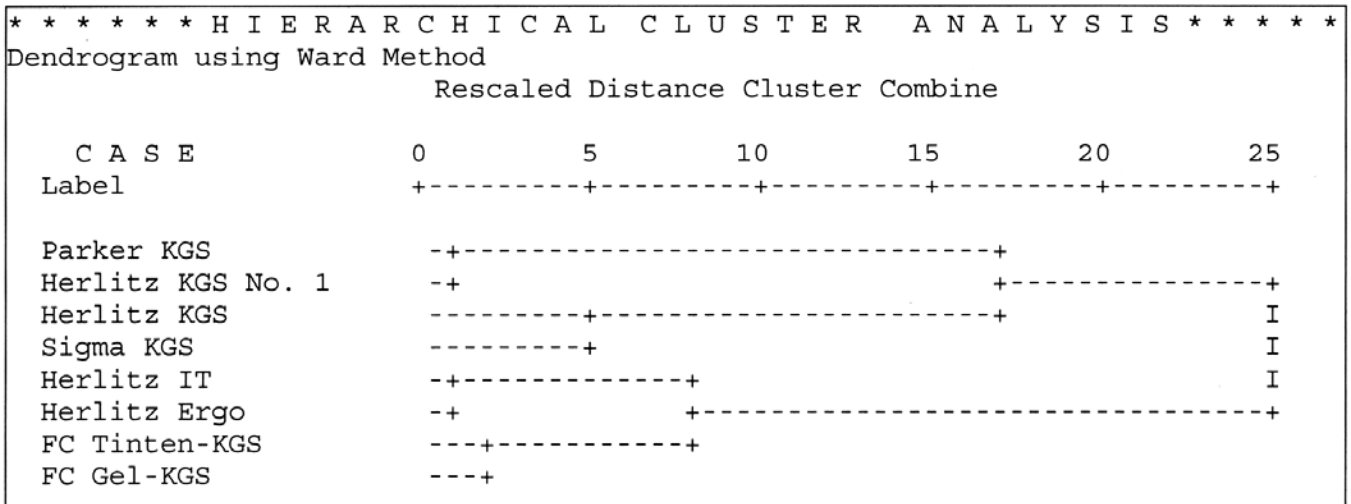 * * * * * * H I E R A R C H I C A L   C L U S T E R   A N A L Y S I S * * * * *
Dendrogram using Ward Method
Rescaled Distance Cluster Combine
C A S E 0 5 10 15 20 25
Label +---------+---------+---------+---------+---------+
Parker KGS -+-------------------------------+
Herlitz KGS No. 1 -+                               +---------------+
Herlitz KGS ---------+-----------------------+               I
Sigma KGS ---------+                                       I
Herlitz IT -+-------------+                                 I
Herlitz Ergo -+             +---------------------------------+
FC Tinten-KGS ---+-----------+
FC Gel-KGS ---+